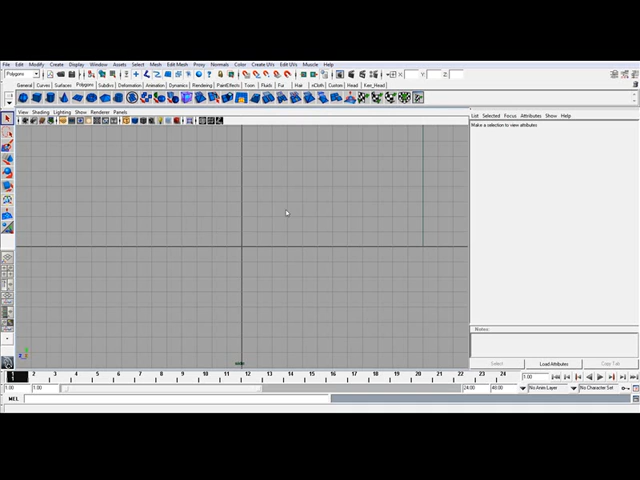 File Edit Modify Create Display Window Assets Select Mesh Edit Mesh Proxy Normals Color Create UVs Edit UVs Muscle Help
Polygons X: Y: Z:
General Curves Surfaces Polygons Subdivs Deformation Animation Dynamics Rendering PaintEffects Toon Fluids Fur Hair nCloth Custom Head Ken_Head
View Shading Lighting Show Renderer Panels
List Selected Focus Attributes Show Help
Make a selection to view attributes
Notes:
Select Load Attributes Copy Tab
1 2 3 4 5 6 7 8 9 10 11 12 13 14 15 16 17 18 19 20 21 22 23 24 1.00
1.00 1.00 24.00 48.00 No Anim Layer No Character Set
MEL